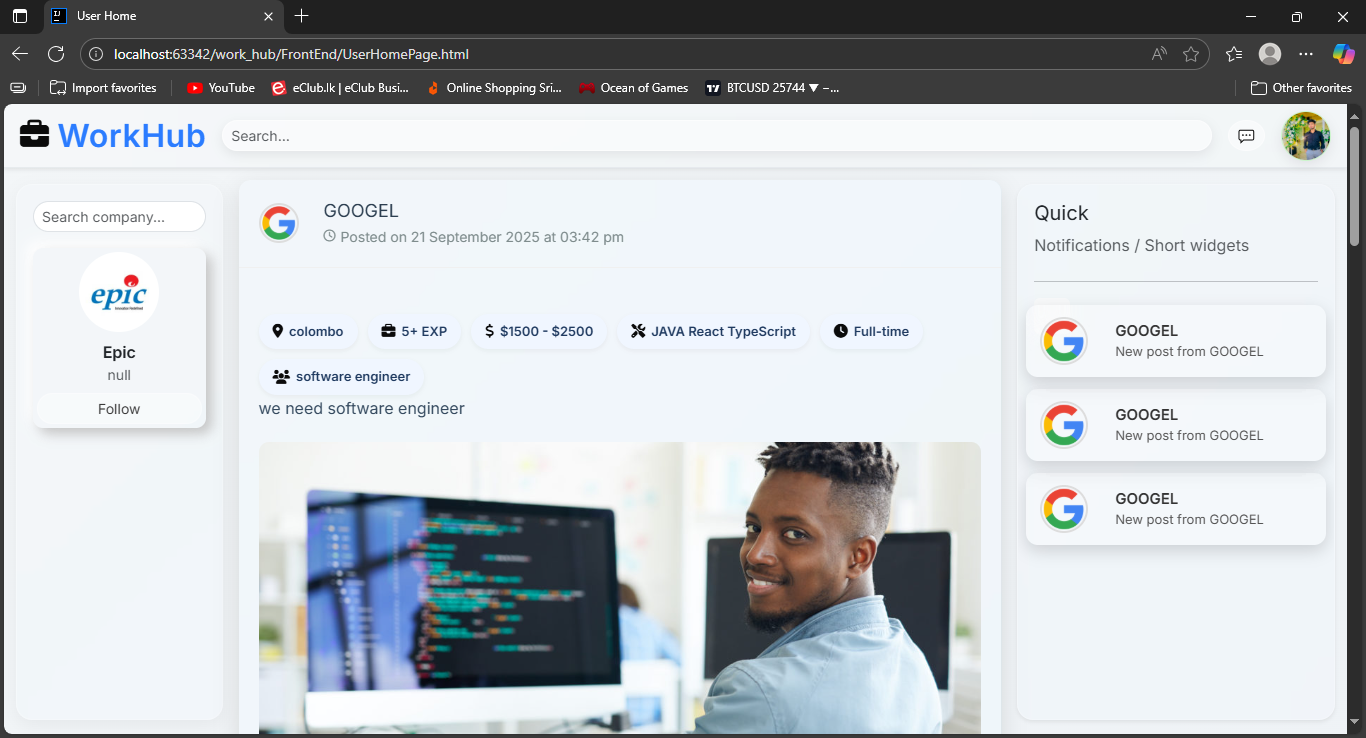 User Home
localhost:63342/work_hub/FrontEnd/UserHomePage.html
Import favorites
YouTube
eClub.lk | eClub Busi...
Online Shopping Sri...
Ocean of Games
BTCUSD 25744 ▼ −...
Other favorites
WorkHub
Search...
Search company...
epic
Epic
null
Follow
GOOGEL
Posted on 21 September 2025 at 03:42 pm
colombo
5+ EXP
$1500 - $2500
JAVA React TypeScript
Full-time
software engineer
we need software engineer
Quick
Notifications / Short widgets
GOOGEL
New post from GOOGEL
GOOGEL
New post from GOOGEL
GOOGEL
New post from GOOGEL